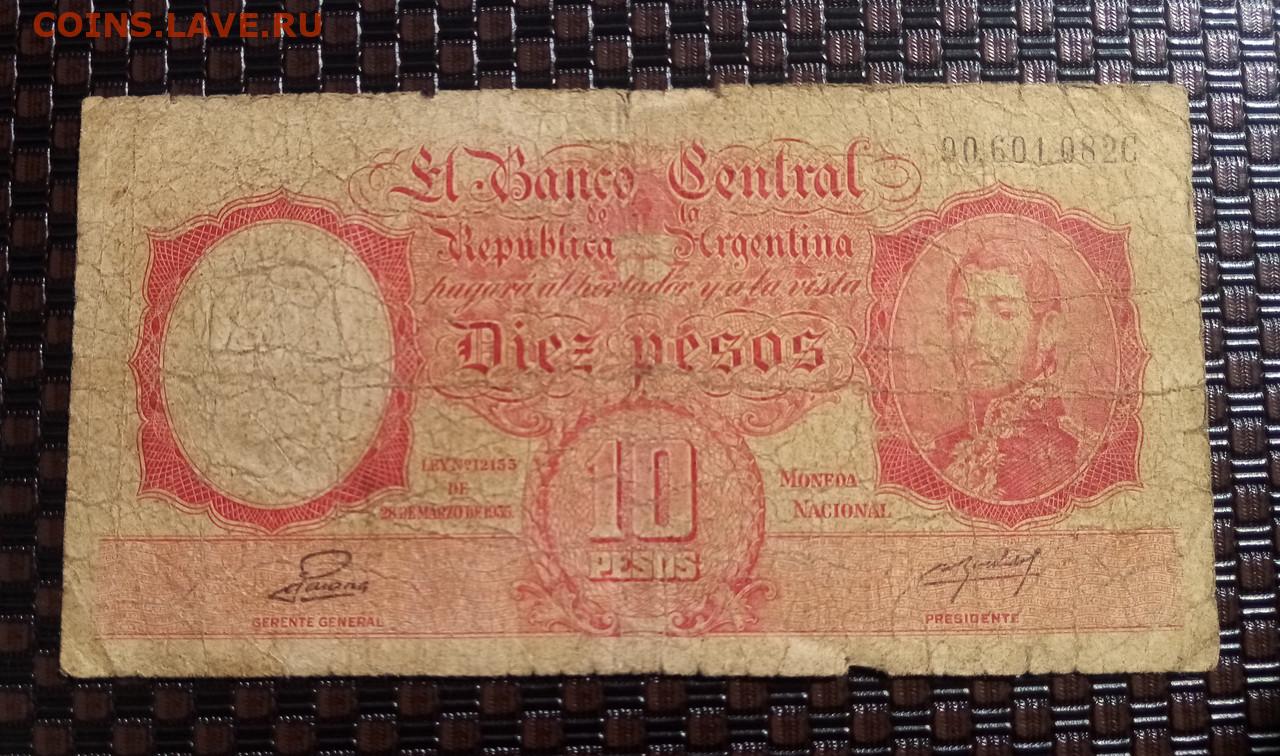 COINS.LAVE.RU
90.601.982C
El Banco Central
de la
República Argentina
pagará al portador y a la vista
Diez pesos
LEY Nº 12155
DE
28 DE MARZO DE 1935
MONEDA
NACIONAL
10
PESOS
GERENTE GENERAL
PRESIDENTE